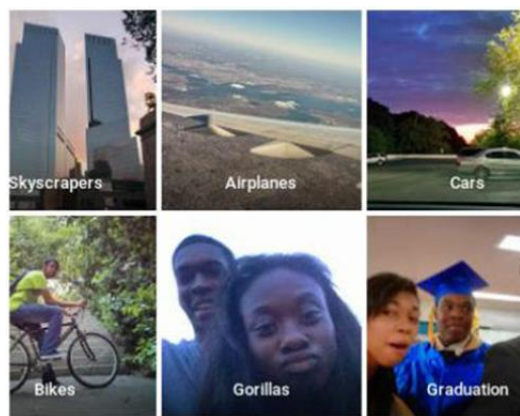 Skyscrapers
Airplanes
Cars
Bikes
Gorillas
Graduation